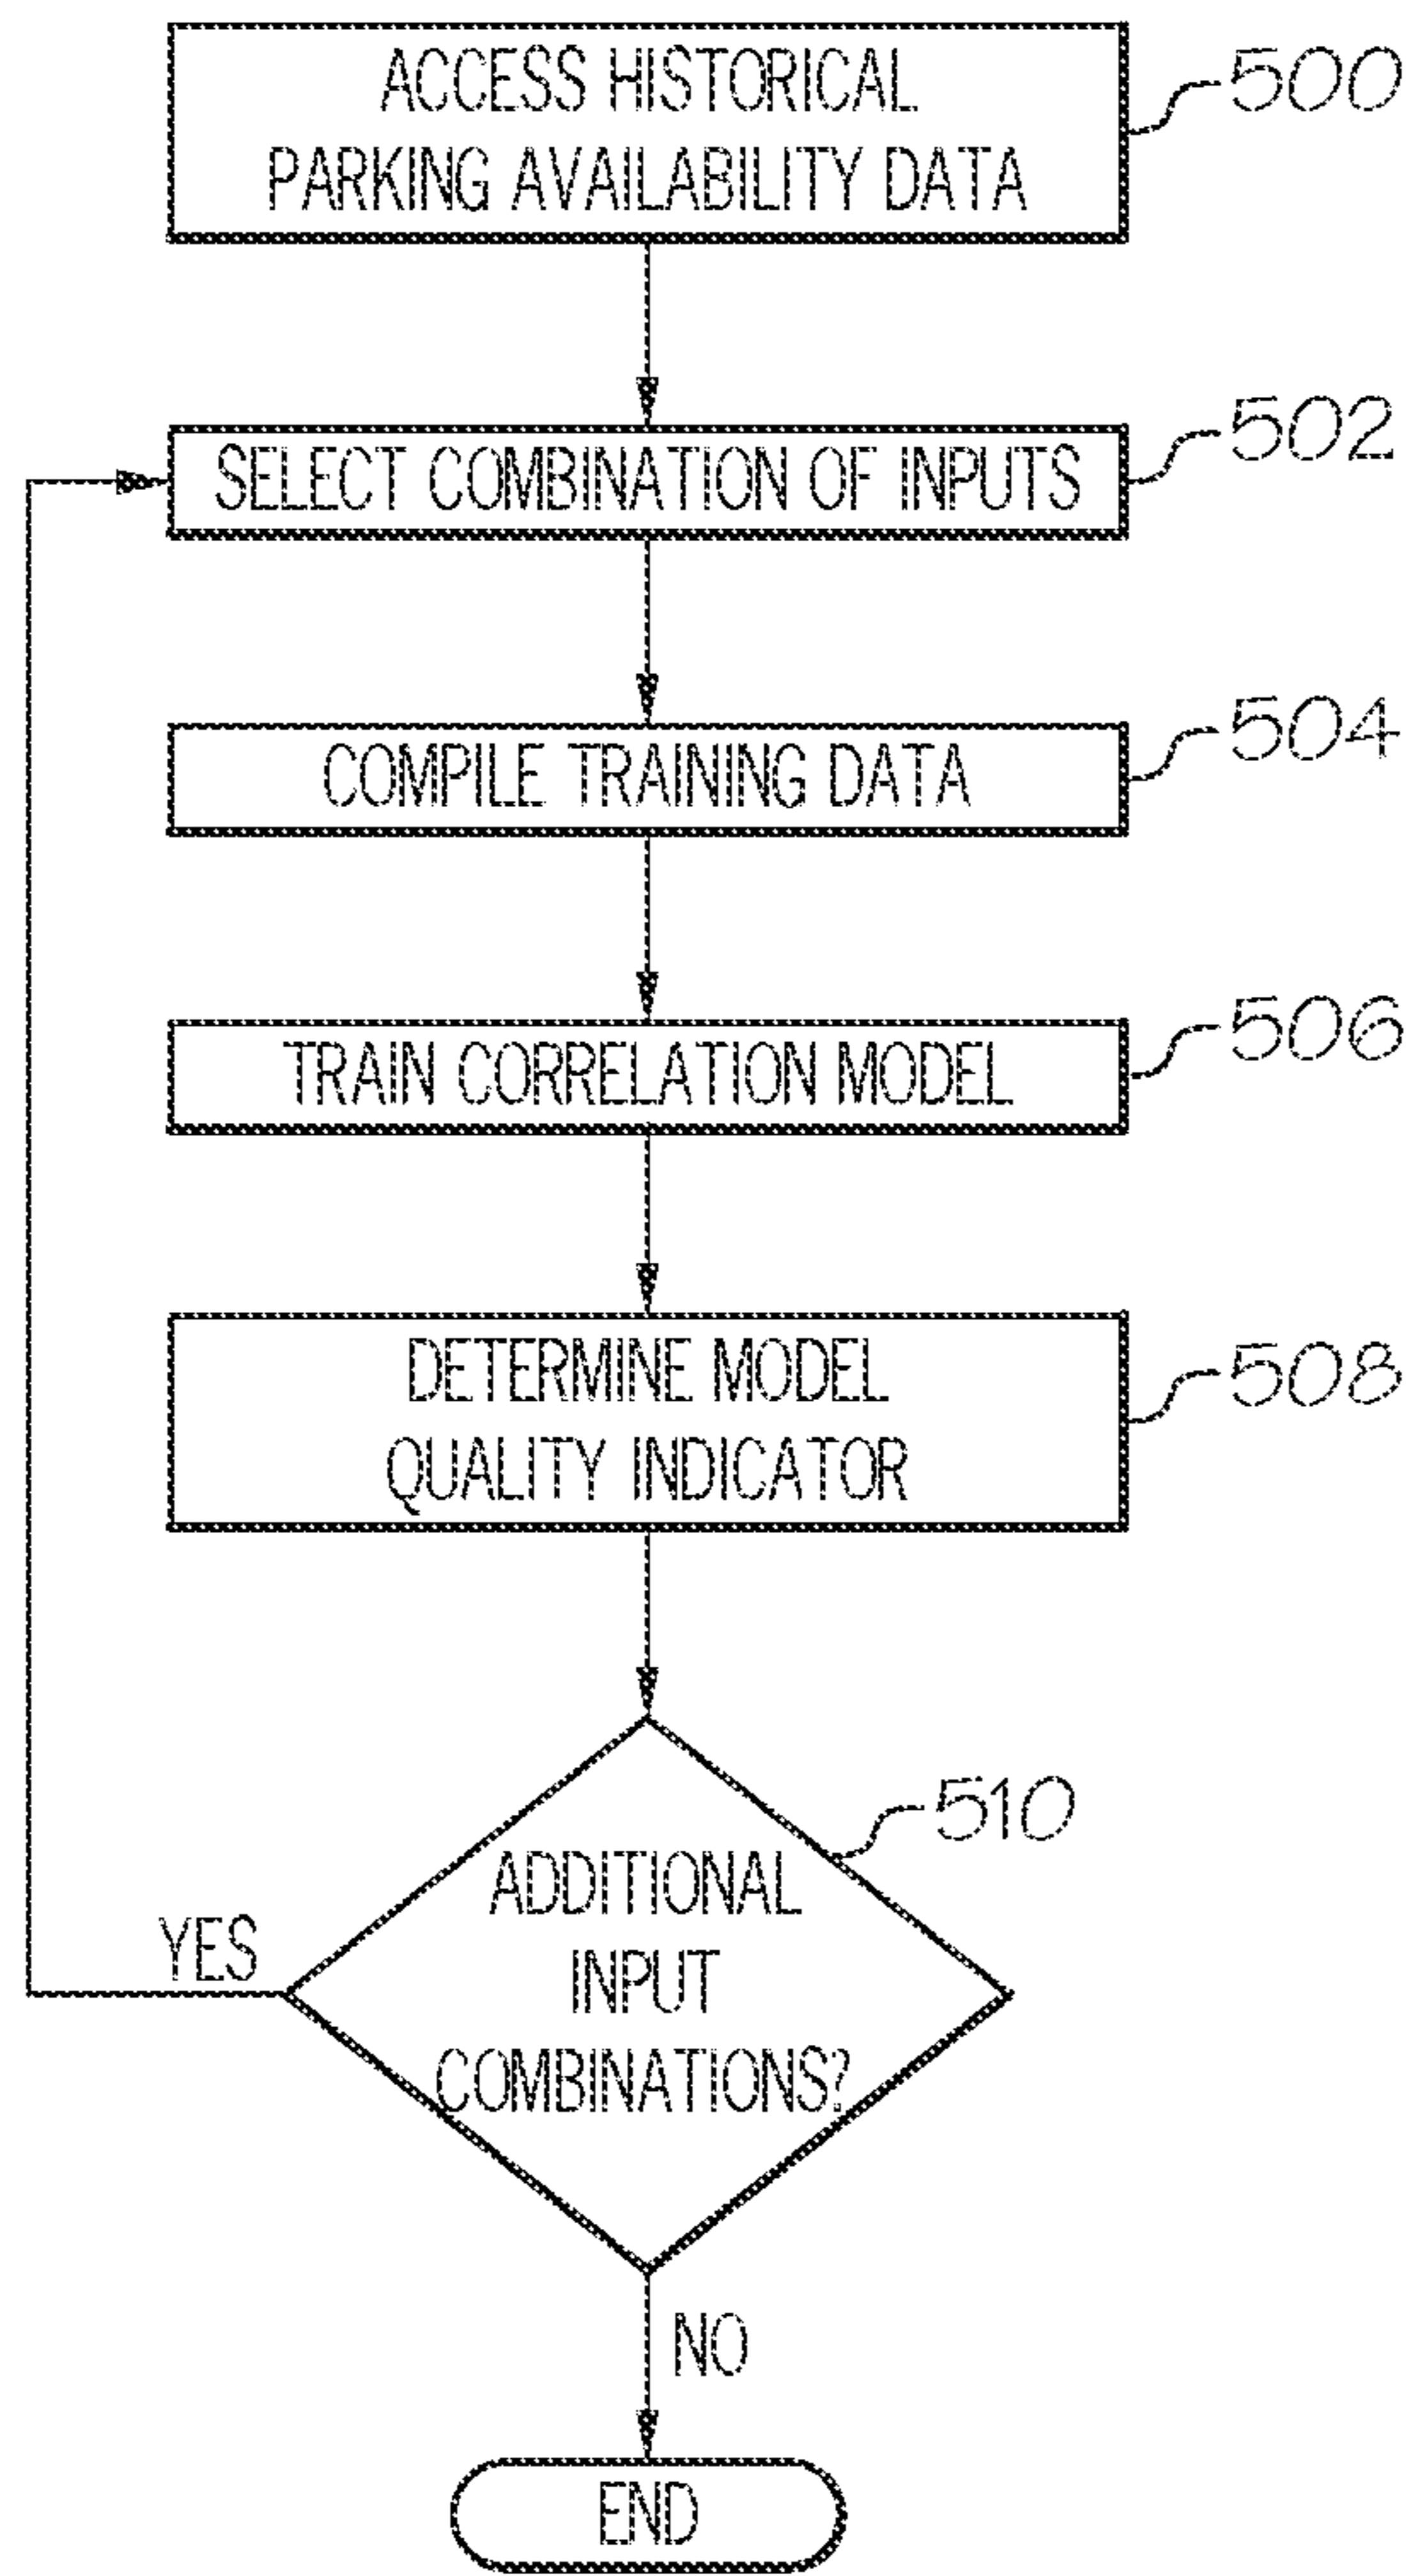 ACCESS HISTORICAL
PARKING AVAILABILITY DATA
500
SELECT COMBINATION OF INPUTS
502
COMPILE TRAINING DATA
504
TRAIN CORRELATION MODEL
506
DETERMINE MODEL
QUALITY INDICATOR
508
510
ADDITIONAL
INPUT
COMBINATIONS?
YES
NO
END